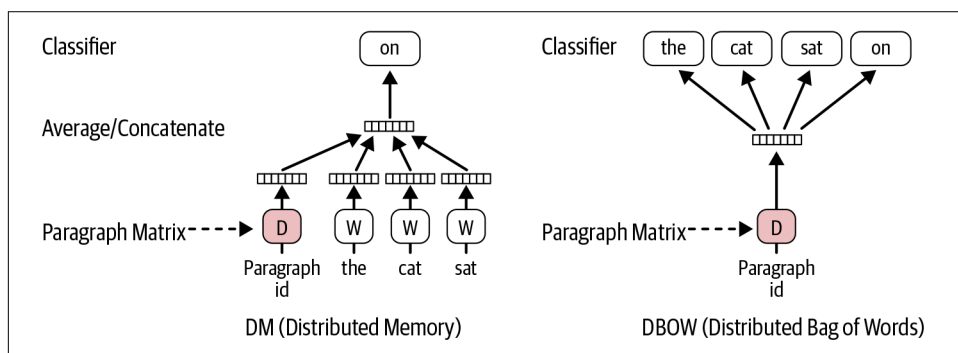 Classifier
on
Average/Concatenate
Paragraph Matrix
D
W
W
W
Paragraph
id
the
cat
sat
DM (Distributed Memory)
Classifier
the
cat
sat
on
Paragraph Matrix
D
Paragraph
id
DBOW (Distributed Bag of Words)